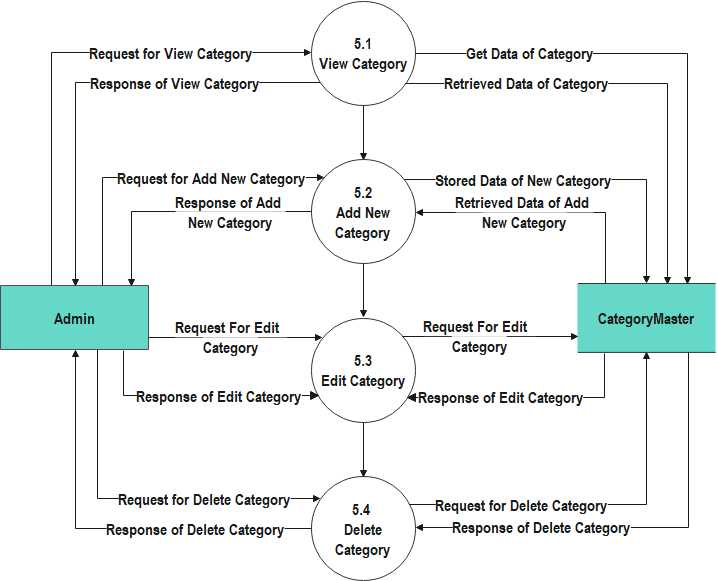 5.1
View Category
Request for View Category
Get Data of Category
Response of View Category
Retrieved Data of Category
Request for Add New Category
5.2
Add New
Category
Stored Data of New Category
Response of Add
New Category
Retrieved Data of Add
New Category
Admin
CategoryMaster
Request For Edit
Category
Request For Edit
Category
5.3
Edit Category
Response of Edit Category
Response of Edit Category
Request for Delete Category
5.4
Delete
Category
Request for Delete Category
Response of Delete Category
Response of Delete Category